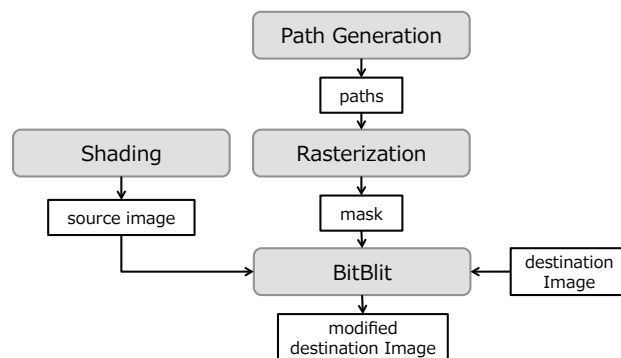 Path Generation
paths
Shading
Rasterization
source image
mask
BitBlit
destination
Image
modified
destination Image